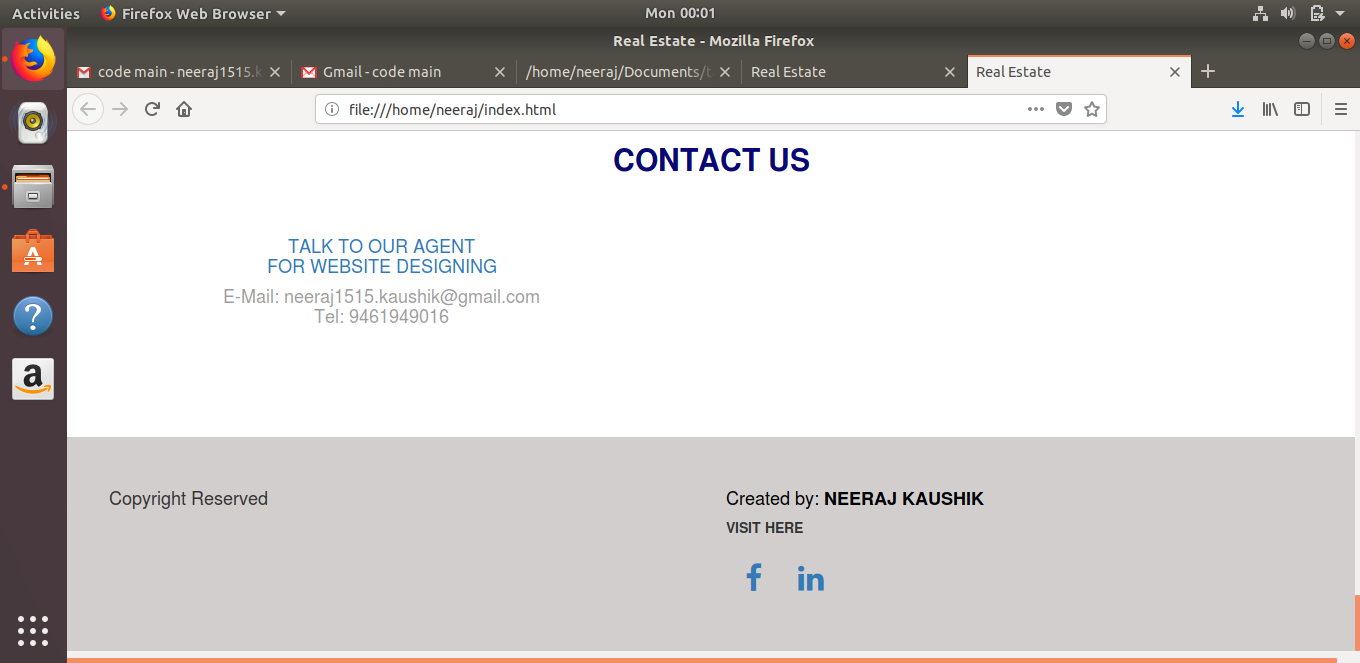 Activities
Firefox Web Browser
Mon 00:01
Real Estate - Mozilla Firefox
code main - neeraj1515.k
Gmail - code main
/home/neeraj/Documents/t
Real Estate
Real Estate
file:///home/neeraj/index.html
CONTACT US
TALK TO OUR AGENT
FOR WEBSITE DESIGNING
E-Mail: neeraj1515.kaushik@gmail.com
Tel: 9461949016
Copyright Reserved
Created by: NEERAJ KAUSHIK
VISIT HERE